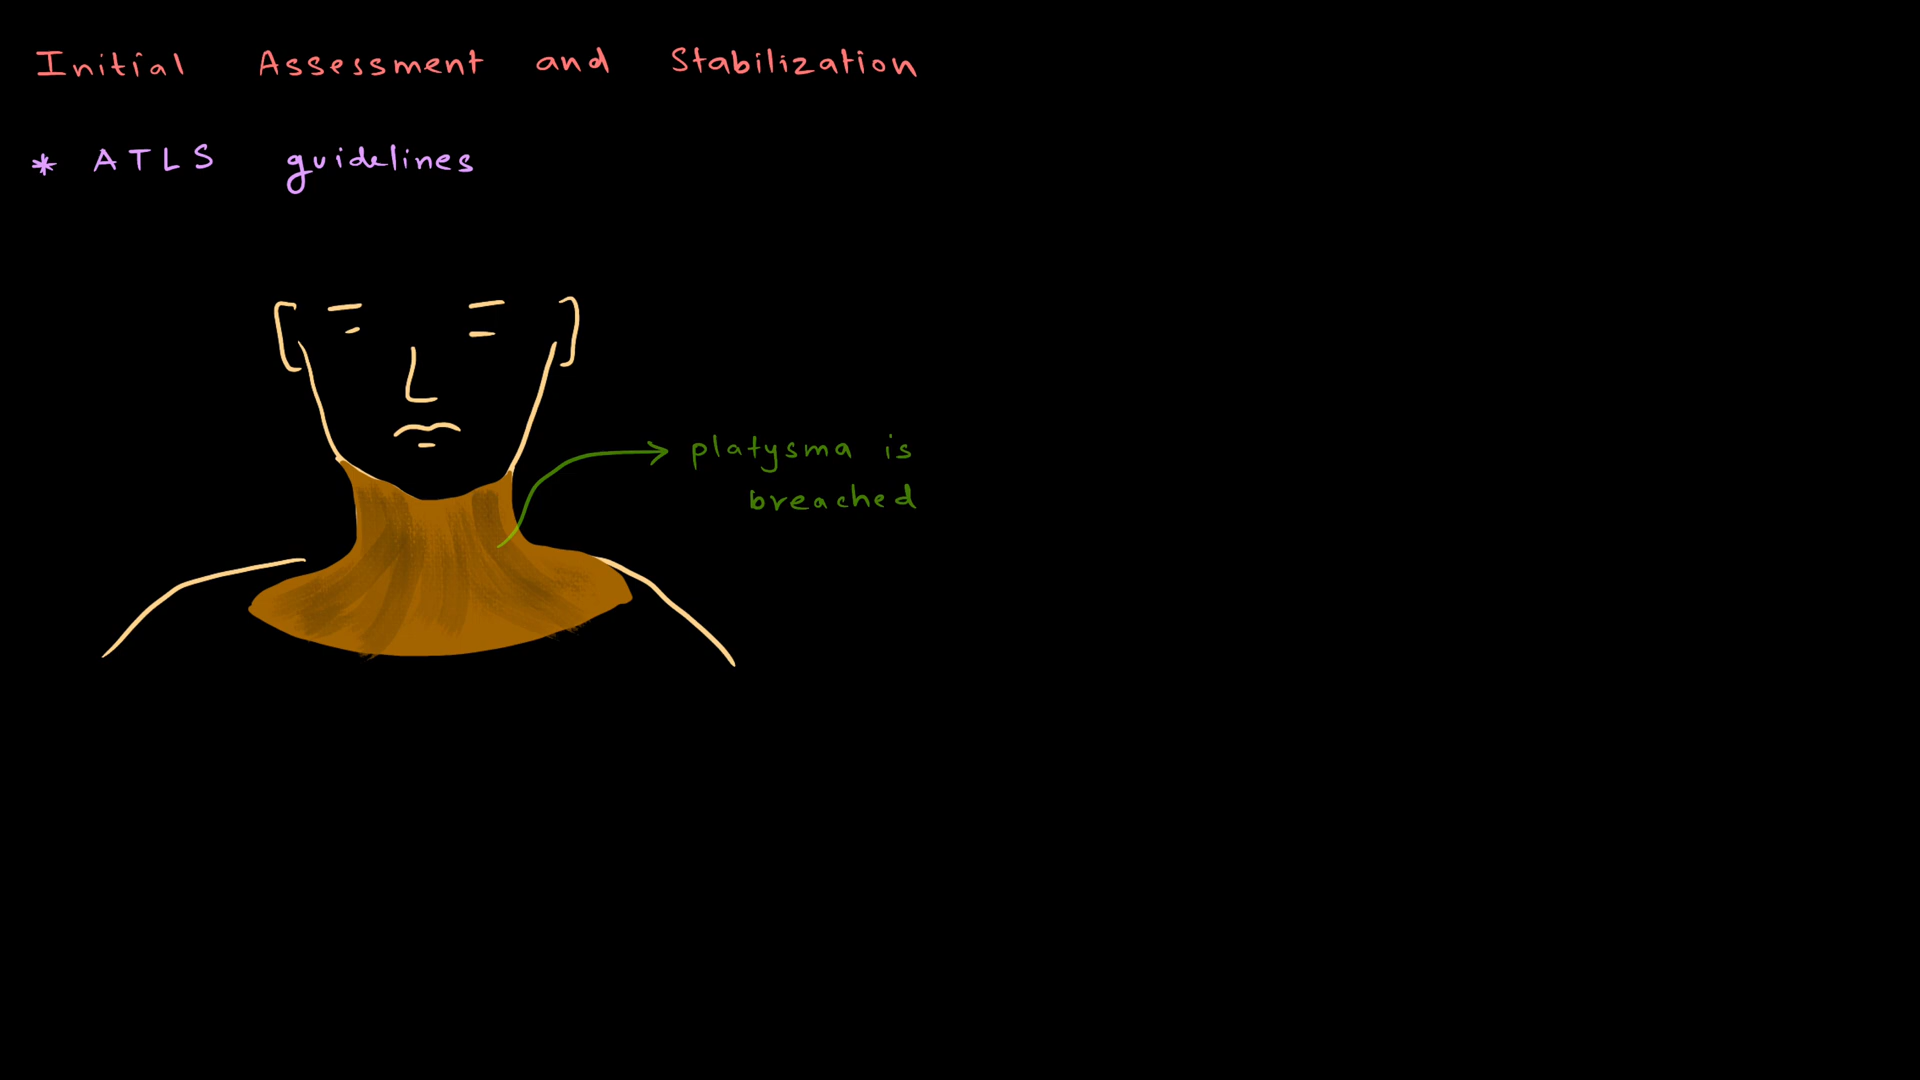 Initial Assessment and Stabilization
* ATLS guidelines
platysma is
breached